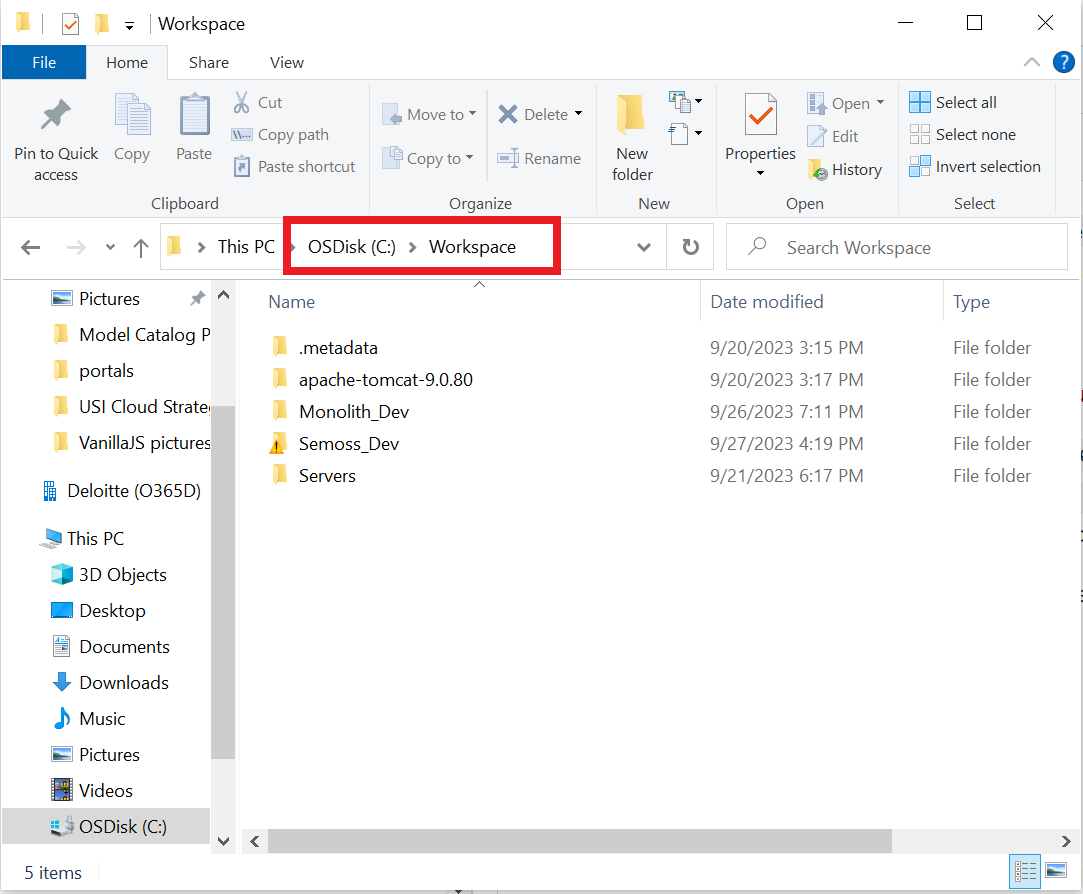 Workspace
File Home Share View
Pin to Quick access
Copy
Paste
Cut
Copy path
Paste shortcut
Clipboard
Move to
Copy to
Delete
Rename
Organize
New folder
New
Properties
Open
Edit
History
Open
Select all
Select none
Invert selection
Select
This PC OSDisk (C:) Workspace
Search Workspace
Pictures
Model Catalog P
portals
USI Cloud Strate
VanillaJS pictures
Deloitte (O365D)
This PC
3D Objects
Desktop
Documents
Downloads
Music
Pictures
Videos
OSDisk (C:)
Name Date modified Type
.metadata 9/20/2023 3:15 PM File folder
apache-tomcat-9.0.80 9/20/2023 3:17 PM File folder
Monolith_Dev 9/26/2023 7:11 PM File folder
Semoss_Dev 9/27/2023 4:19 PM File folder
Servers 9/21/2023 6:17 PM File folder
5 items